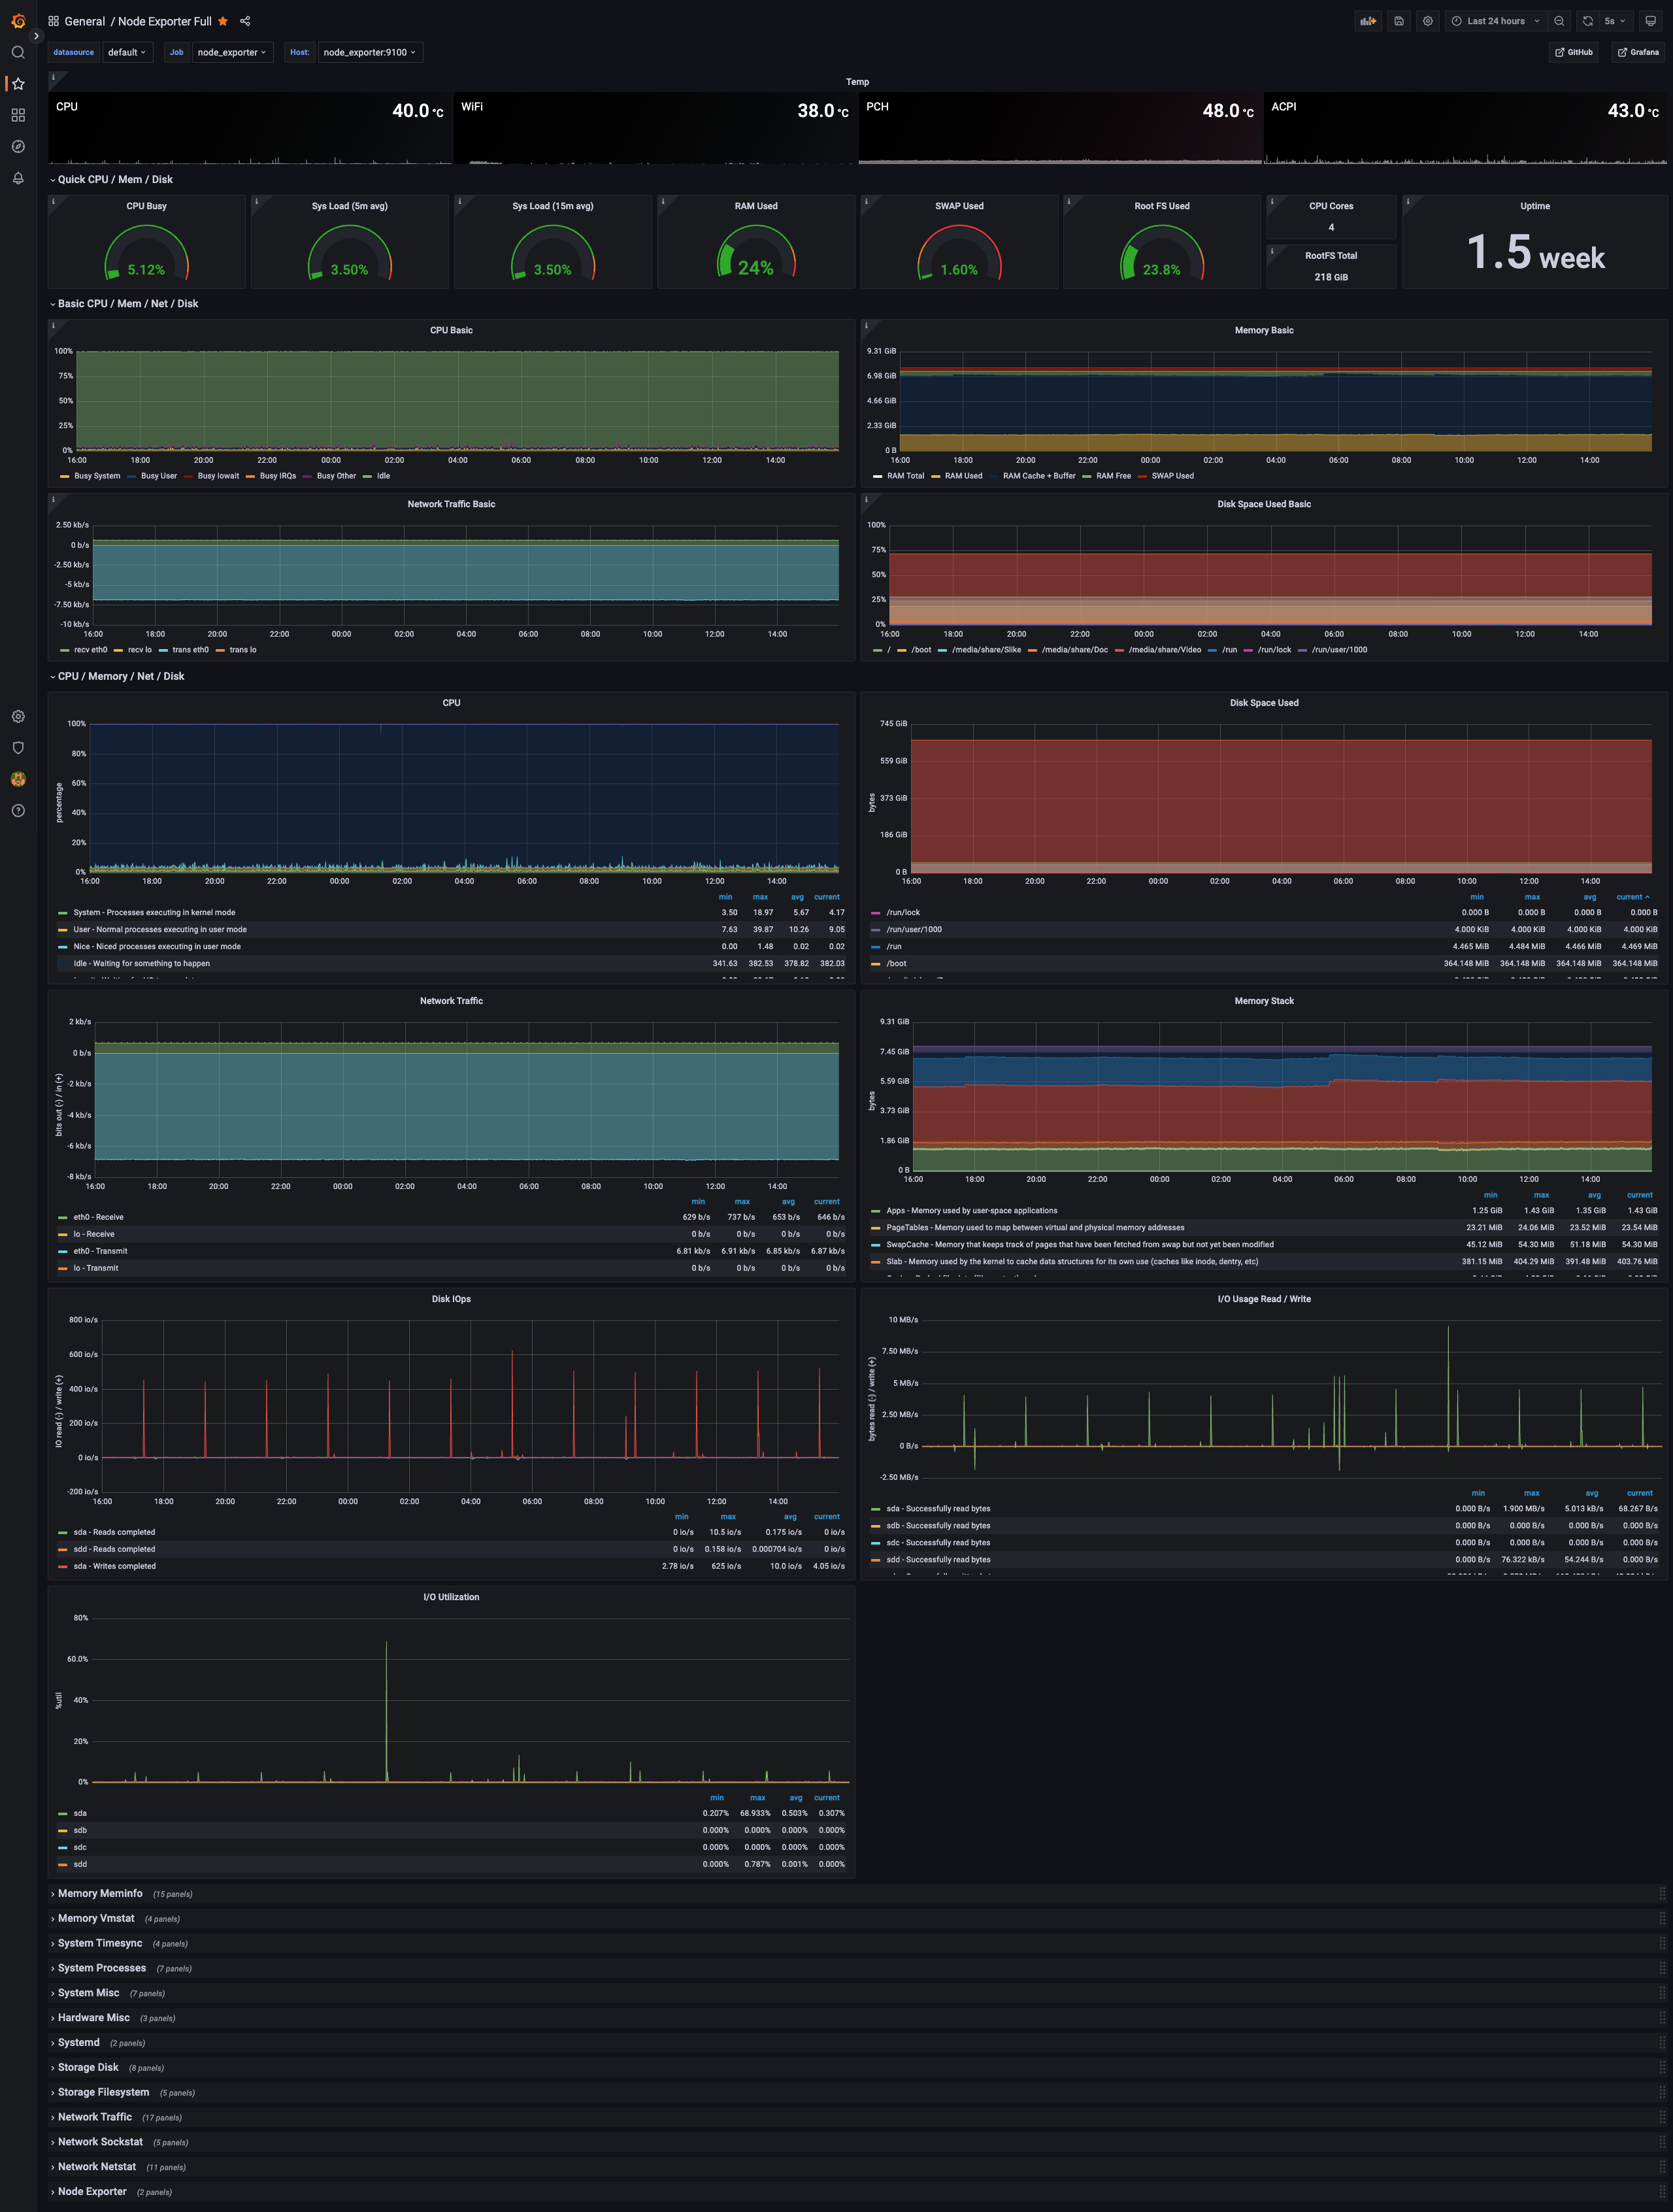 General / Node Exporter Full
Last 24 hours
5s
datasource default Job node_exporter Host: node_exporter:9100
GitHub Grafana
Temp
CPU 40.0 °C WiFi 38.0 °C PCH 48.0 °C ACPI 43.0 °C
Quick CPU / Mem / Disk
CPU Busy Sys Load (5m avg) Sys Load (15m avg) RAM Used SWAP Used Root FS Used CPU Cores Uptime
5.12% 3.50% 3.50% 24% 1.60% 23.8% 4 1.5 week
RootFS Total
218 GiB
Basic CPU / Mem / Net / Disk
CPU Basic
100%
75%
50%
25%
0%
16:00 18:00 20:00 22:00 00:00 02:00 04:00 06:00 08:00 10:00 12:00 14:00
Busy System Busy User Busy Iowait Busy IRQs Busy Other Idle
Memory Basic
9.31 GiB
6.98 GiB
4.66 GiB
2.33 GiB
0 B
16:00 18:00 20:00 22:00 00:00 02:00 04:00 06:00 08:00 10:00 12:00 14:00
RAM Total RAM Used RAM Cache + Buffer RAM Free SWAP Used
Network Traffic Basic
2.50 kb/s
0 b/s
-2.50 kb/s
-5 kb/s
-7.50 kb/s
-10 kb/s
16:00 18:00 20:00 22:00 00:00 02:00 04:00 06:00 08:00 10:00 12:00 14:00
recv eth0 recv lo trans eth0 trans lo
Disk Space Used Basic
100%
75%
50%
25%
0%
16:00 18:00 20:00 22:00 00:00 02:00 04:00 06:00 08:00 10:00 12:00 14:00
/ /boot /media/share/Slike /media/share/Doc /media/share/Video /run /run/lock /run/user/1000
CPU / Memory / Net / Disk
CPU
percentage
100%
80%
60%
40%
20%
0%
16:00 18:00 20:00 22:00 00:00 02:00 04:00 06:00 08:00 10:00 12:00 14:00
min max avg current
System - Processes executing in kernel mode 3.50 18.97 5.67 4.17
User - Normal processes executing in user mode 7.63 39.87 10.26 9.05
Nice - Niced processes executing in user mode 0.00 1.48 0.02 0.02
Idle - Waiting for something to happen 341.63 382.53 378.82 382.03
Disk Space Used
bytes
745 GiB
559 GiB
373 GiB
186 GiB
0 B
16:00 18:00 20:00 22:00 00:00 02:00 04:00 06:00 08:00 10:00 12:00 14:00
min max avg current
/run/lock 0.000 B 0.000 B 0.000 B 0.000 B
/run/user/1000 4.000 KiB 4.000 KiB 4.000 KiB 4.000 KiB
/run 4.465 MiB 4.484 MiB 4.466 MiB 4.469 MiB
/boot 364.148 MiB 364.148 MiB 364.148 MiB 364.148 MiB
Network Traffic
bits out (-) / in (+)
2 kb/s
0 b/s
-2 kb/s
-4 kb/s
-6 kb/s
-8 kb/s
16:00 18:00 20:00 22:00 00:00 02:00 04:00 06:00 08:00 10:00 12:00 14:00
min max avg current
eth0 - Receive 629 b/s 737 b/s 653 b/s 646 b/s
lo - Receive 0 b/s 0 b/s 0 b/s 0 b/s
eth0 - Transmit 6.81 kb/s 6.91 kb/s 6.85 kb/s 6.87 kb/s
lo - Transmit 0 b/s 0 b/s 0 b/s 0 b/s
Memory Stack
bytes
9.31 GiB
7.45 GiB
5.59 GiB
3.73 GiB
1.86 GiB
0 B
16:00 18:00 20:00 22:00 00:00 02:00 04:00 06:00 08:00 10:00 12:00 14:00
min max avg current
Apps - Memory used by user-space applications 1.25 GiB 1.43 GiB 1.35 GiB 1.43 GiB
PageTables - Memory used to map between virtual and physical memory addresses 23.21 MiB 24.06 MiB 23.52 MiB 23.54 MiB
SwapCache - Memory that keeps track of pages that have been fetched from swap but not yet been modified 45.12 MiB 54.30 MiB 51.18 MiB 54.30 MiB
Slab - Memory used by the kernel to cache data structures for its own use (caches like inode, dentry, etc) 381.15 MiB 404.29 MiB 391.48 MiB 403.76 MiB
Disk IOps
IO read (-) / write (+)
800 io/s
600 io/s
400 io/s
200 io/s
0 io/s
-200 io/s
16:00 18:00 20:00 22:00 00:00 02:00 04:00 06:00 08:00 10:00 12:00 14:00
min max avg current
sda - Reads completed 0 io/s 10.5 io/s 0.175 io/s 0 io/s
sdd - Reads completed 0 io/s 0.158 io/s 0.000704 io/s 0 io/s
sda - Writes completed 2.78 io/s 625 io/s 10.0 io/s 4.05 io/s
I/O Usage Read / Write
bytes read (-) / write (+)
10 MB/s
7.50 MB/s
5 MB/s
2.50 MB/s
0 B/s
-2.50 MB/s
min max avg current
sda - Successfully read bytes 0.000 B/s 1.900 MB/s 5.013 kB/s 68.267 B/s
sdb - Successfully read bytes 0.000 B/s 0.000 B/s 0.000 B/s 0.000 B/s
sdc - Successfully read bytes 0.000 B/s 0.000 B/s 0.000 B/s 0.000 B/s
sdd - Successfully read bytes 0.000 B/s 76.322 kB/s 54.244 B/s 0.000 B/s
I/O Utilization
%util
80%
60.0%
40%
20%
0%
min max avg current
sda 0.207% 68.933% 0.503% 0.307%
sdb 0.000% 0.000% 0.000% 0.000%
sdc 0.000% 0.000% 0.000% 0.000%
sdd 0.000% 0.787% 0.001% 0.000%
Memory Meminfo (15 panels)
Memory Vmstat (4 panels)
System Timesync (4 panels)
System Processes (7 panels)
System Misc (7 panels)
Hardware Misc (3 panels)
Systemd (2 panels)
Storage Disk (8 panels)
Storage Filesystem (5 panels)
Network Traffic (17 panels)
Network Sockstat (5 panels)
Network Netstat (11 panels)
Node Exporter (2 panels)